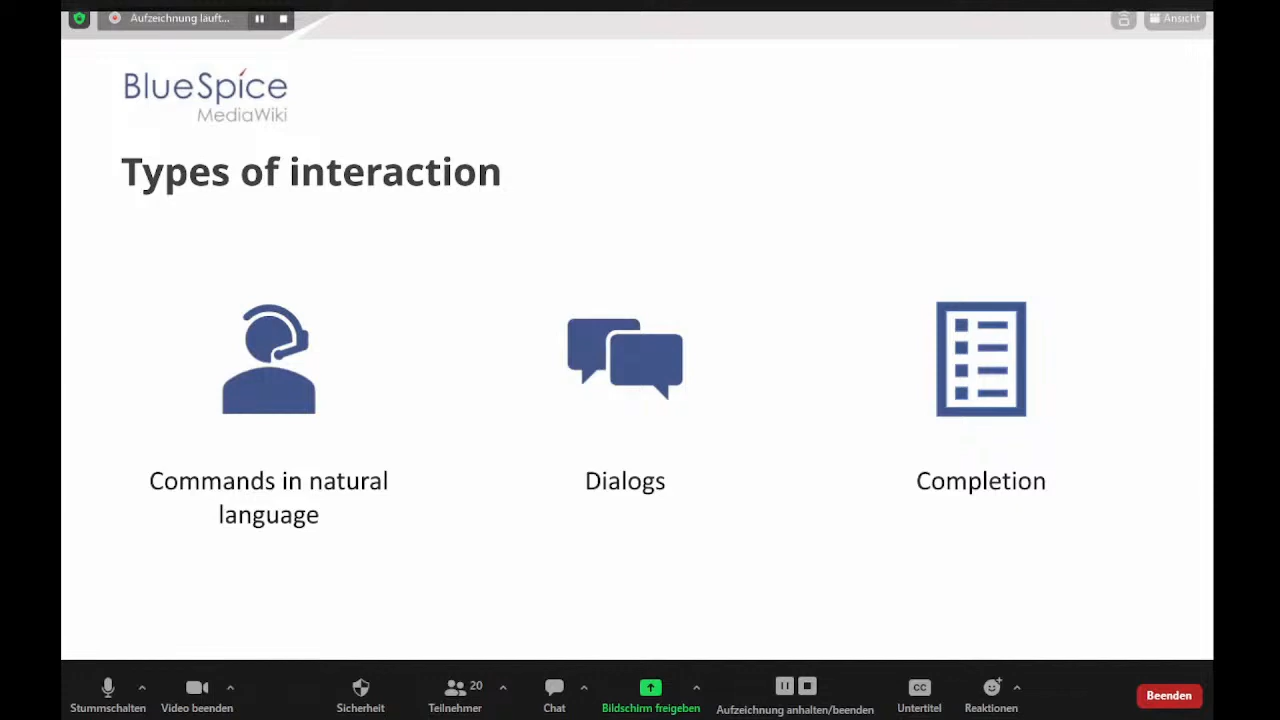 Aufzeichnung läuft...
Ansicht
BlueSpice
MediaWiki
Types of interaction
Commands in natural
language
Dialogs
Completion
Stummschalten
Video beenden
Sicherheit
20
Teilnehmer
Chat
Bildschirm freigeben
Aufzeichnung anhalten/beenden
CC
Untertitel
Reaktionen
Beenden